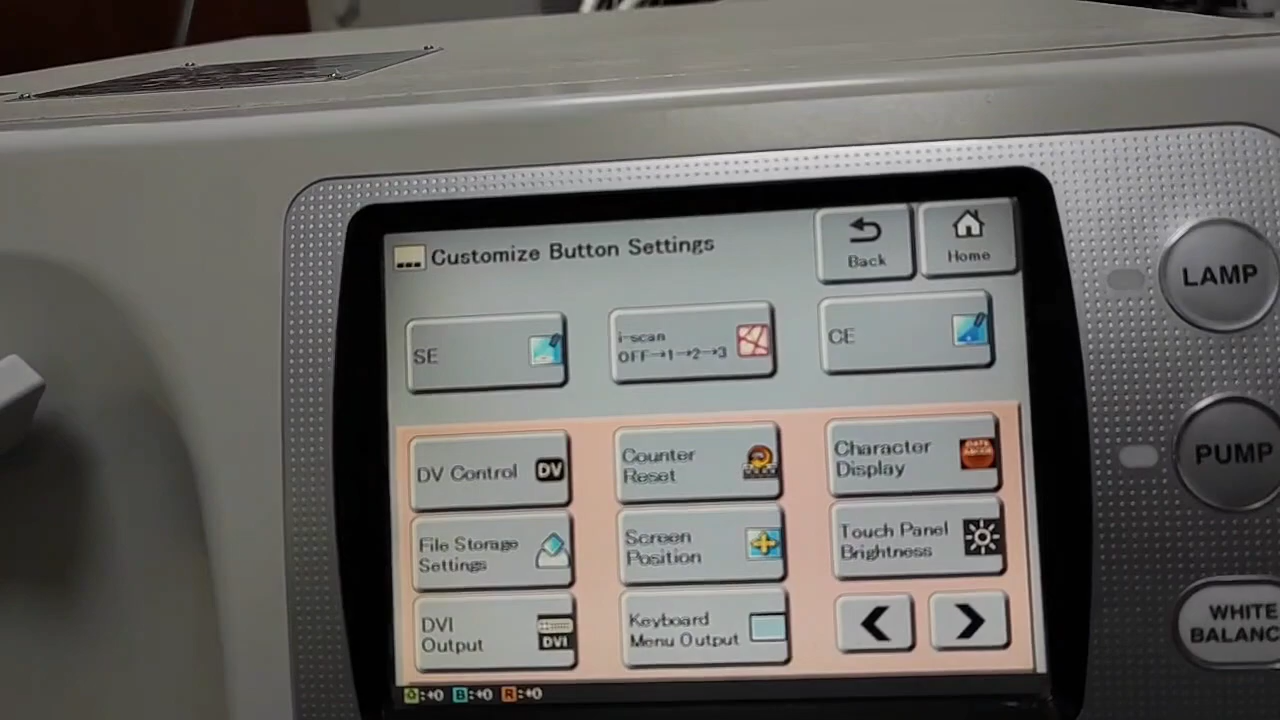 Customize Button Settings
Back
Home
SE
i-scan
OFF→1→2→3
CE
DV Control
DV
Counter
Reset
Character
Display
File Storage
Settings
Screen
Position
Touch Panel
Brightness
DVI
Output
DVI
Keyboard
Menu Output
:+0 B:+0 R:+0
LAMP
PUMP
WHITE
BALANC